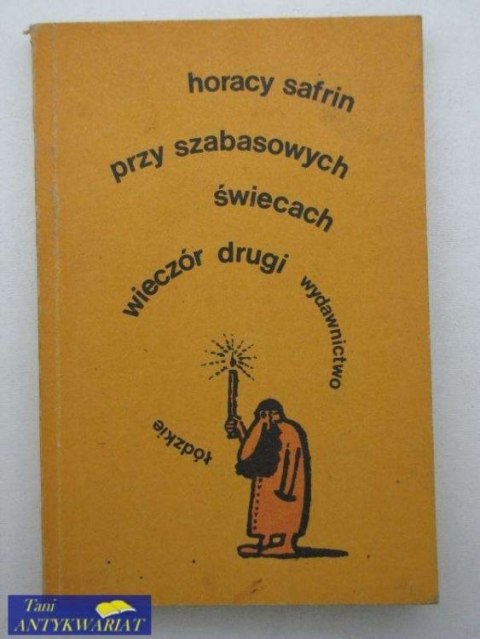 horacy safrin
przy szabasowych
świecach
wieczór drugi
wydawnictwo
łódzkie
Tani
ANTYKWARIAT